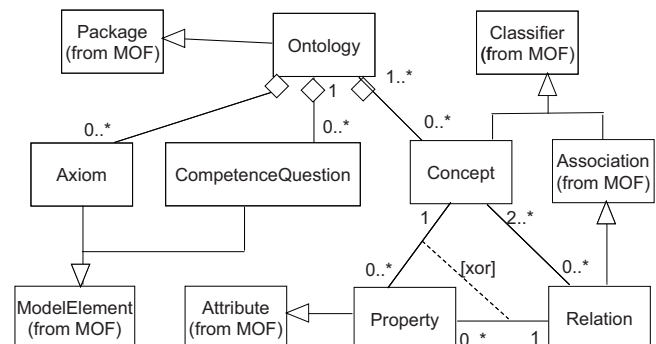 Package
(from MOF)
Ontology
Classifier
(from MOF)
1
1..*
0..*
0..*
0..*
Axiom
CompetenceQuestion
Concept
Association
(from MOF)
1
2..*
0..*
[xor]
0..*
ModelElement
(from MOF)
Attribute
(from MOF)
Property
0..*
1
Relation